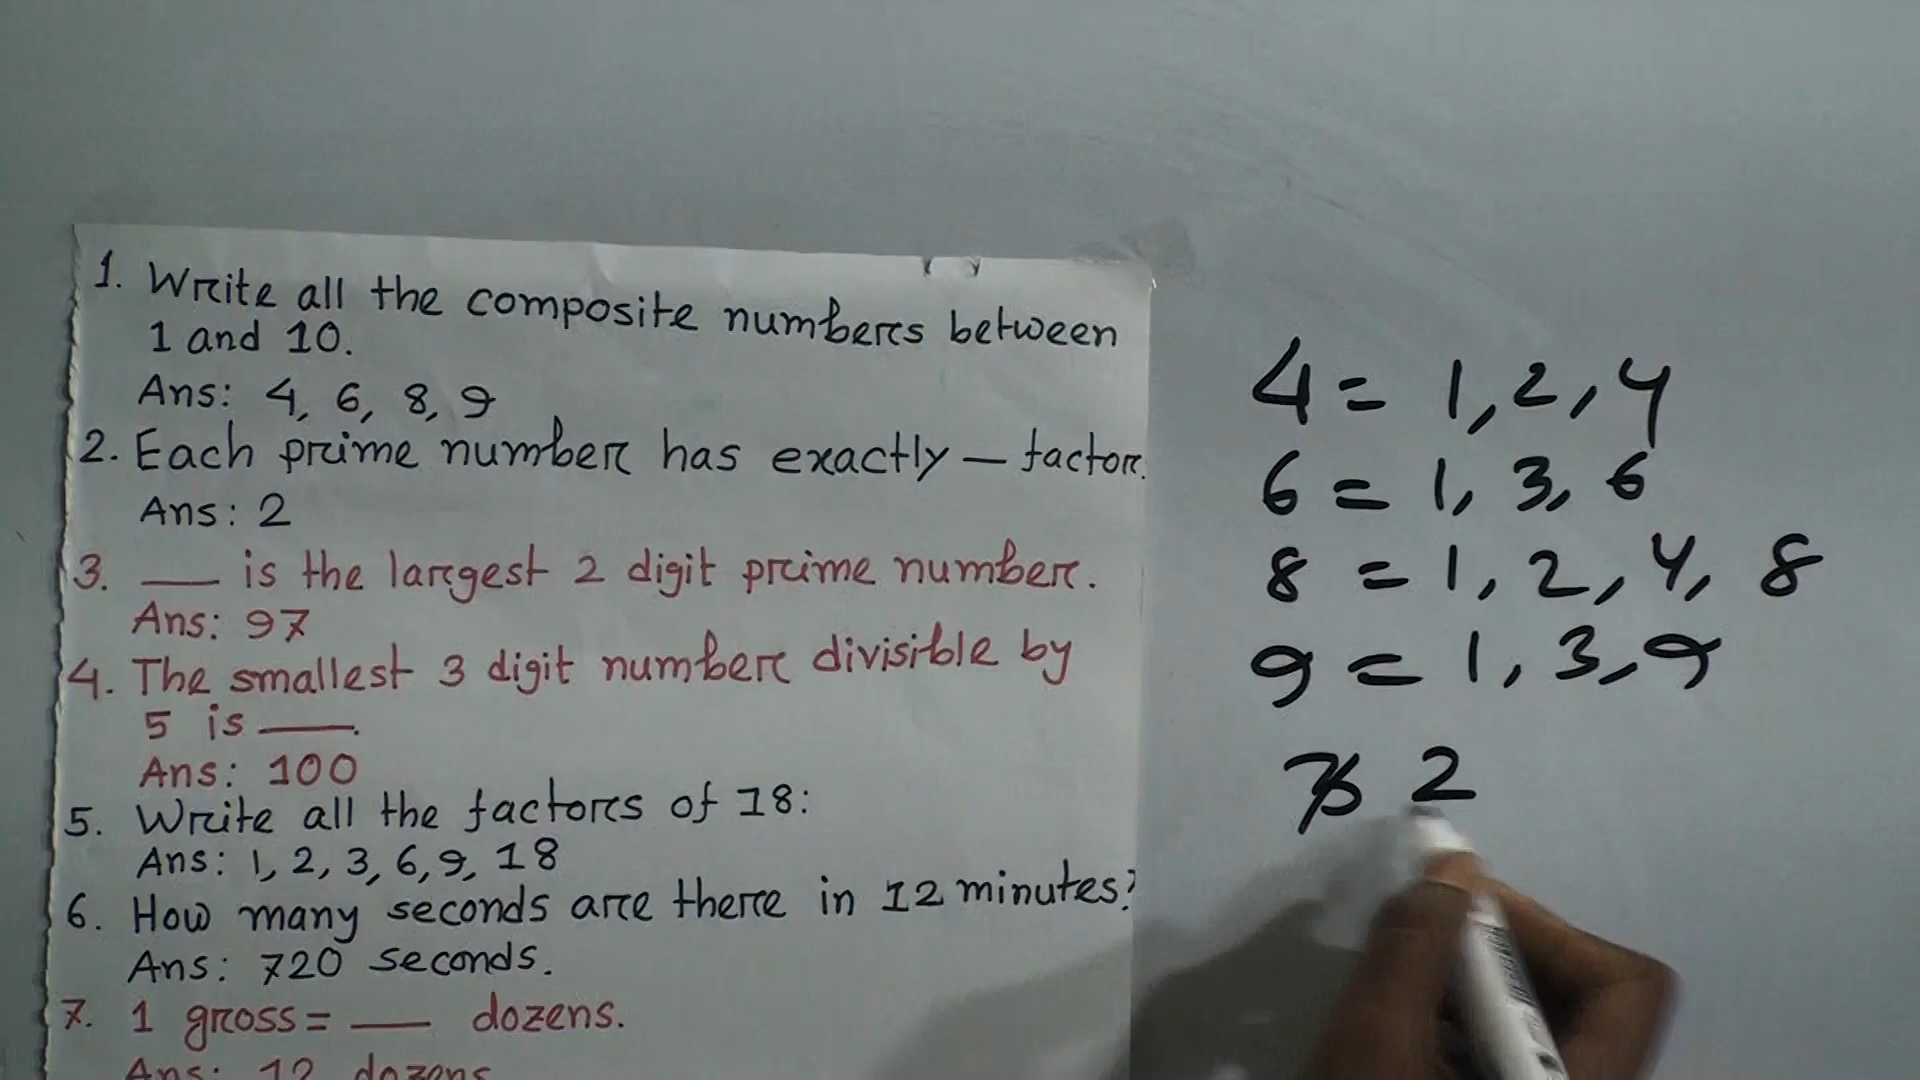 1. Write all the composite numbers between
1 and 10.
Ans: 4, 6, 8, 9
2. Each prime number has exactly — factor.
Ans: 2
3. ___ is the largest 2 digit prime number.
Ans: 97
4. The smallest 3 digit number divisible by
5 is ___.
Ans: 100
5. Write all the factors of 18:
Ans: 1, 2, 3, 6, 9, 18
6. How many seconds are there in 12 minutes?
Ans: 720 seconds.
7. 1 gross = ___ dozens.
Ans: 12 dozens
4 = 1, 2, 4
6 = 1, 3, 6
8 = 1, 2, 4, 8
9 = 1, 3, 9
2